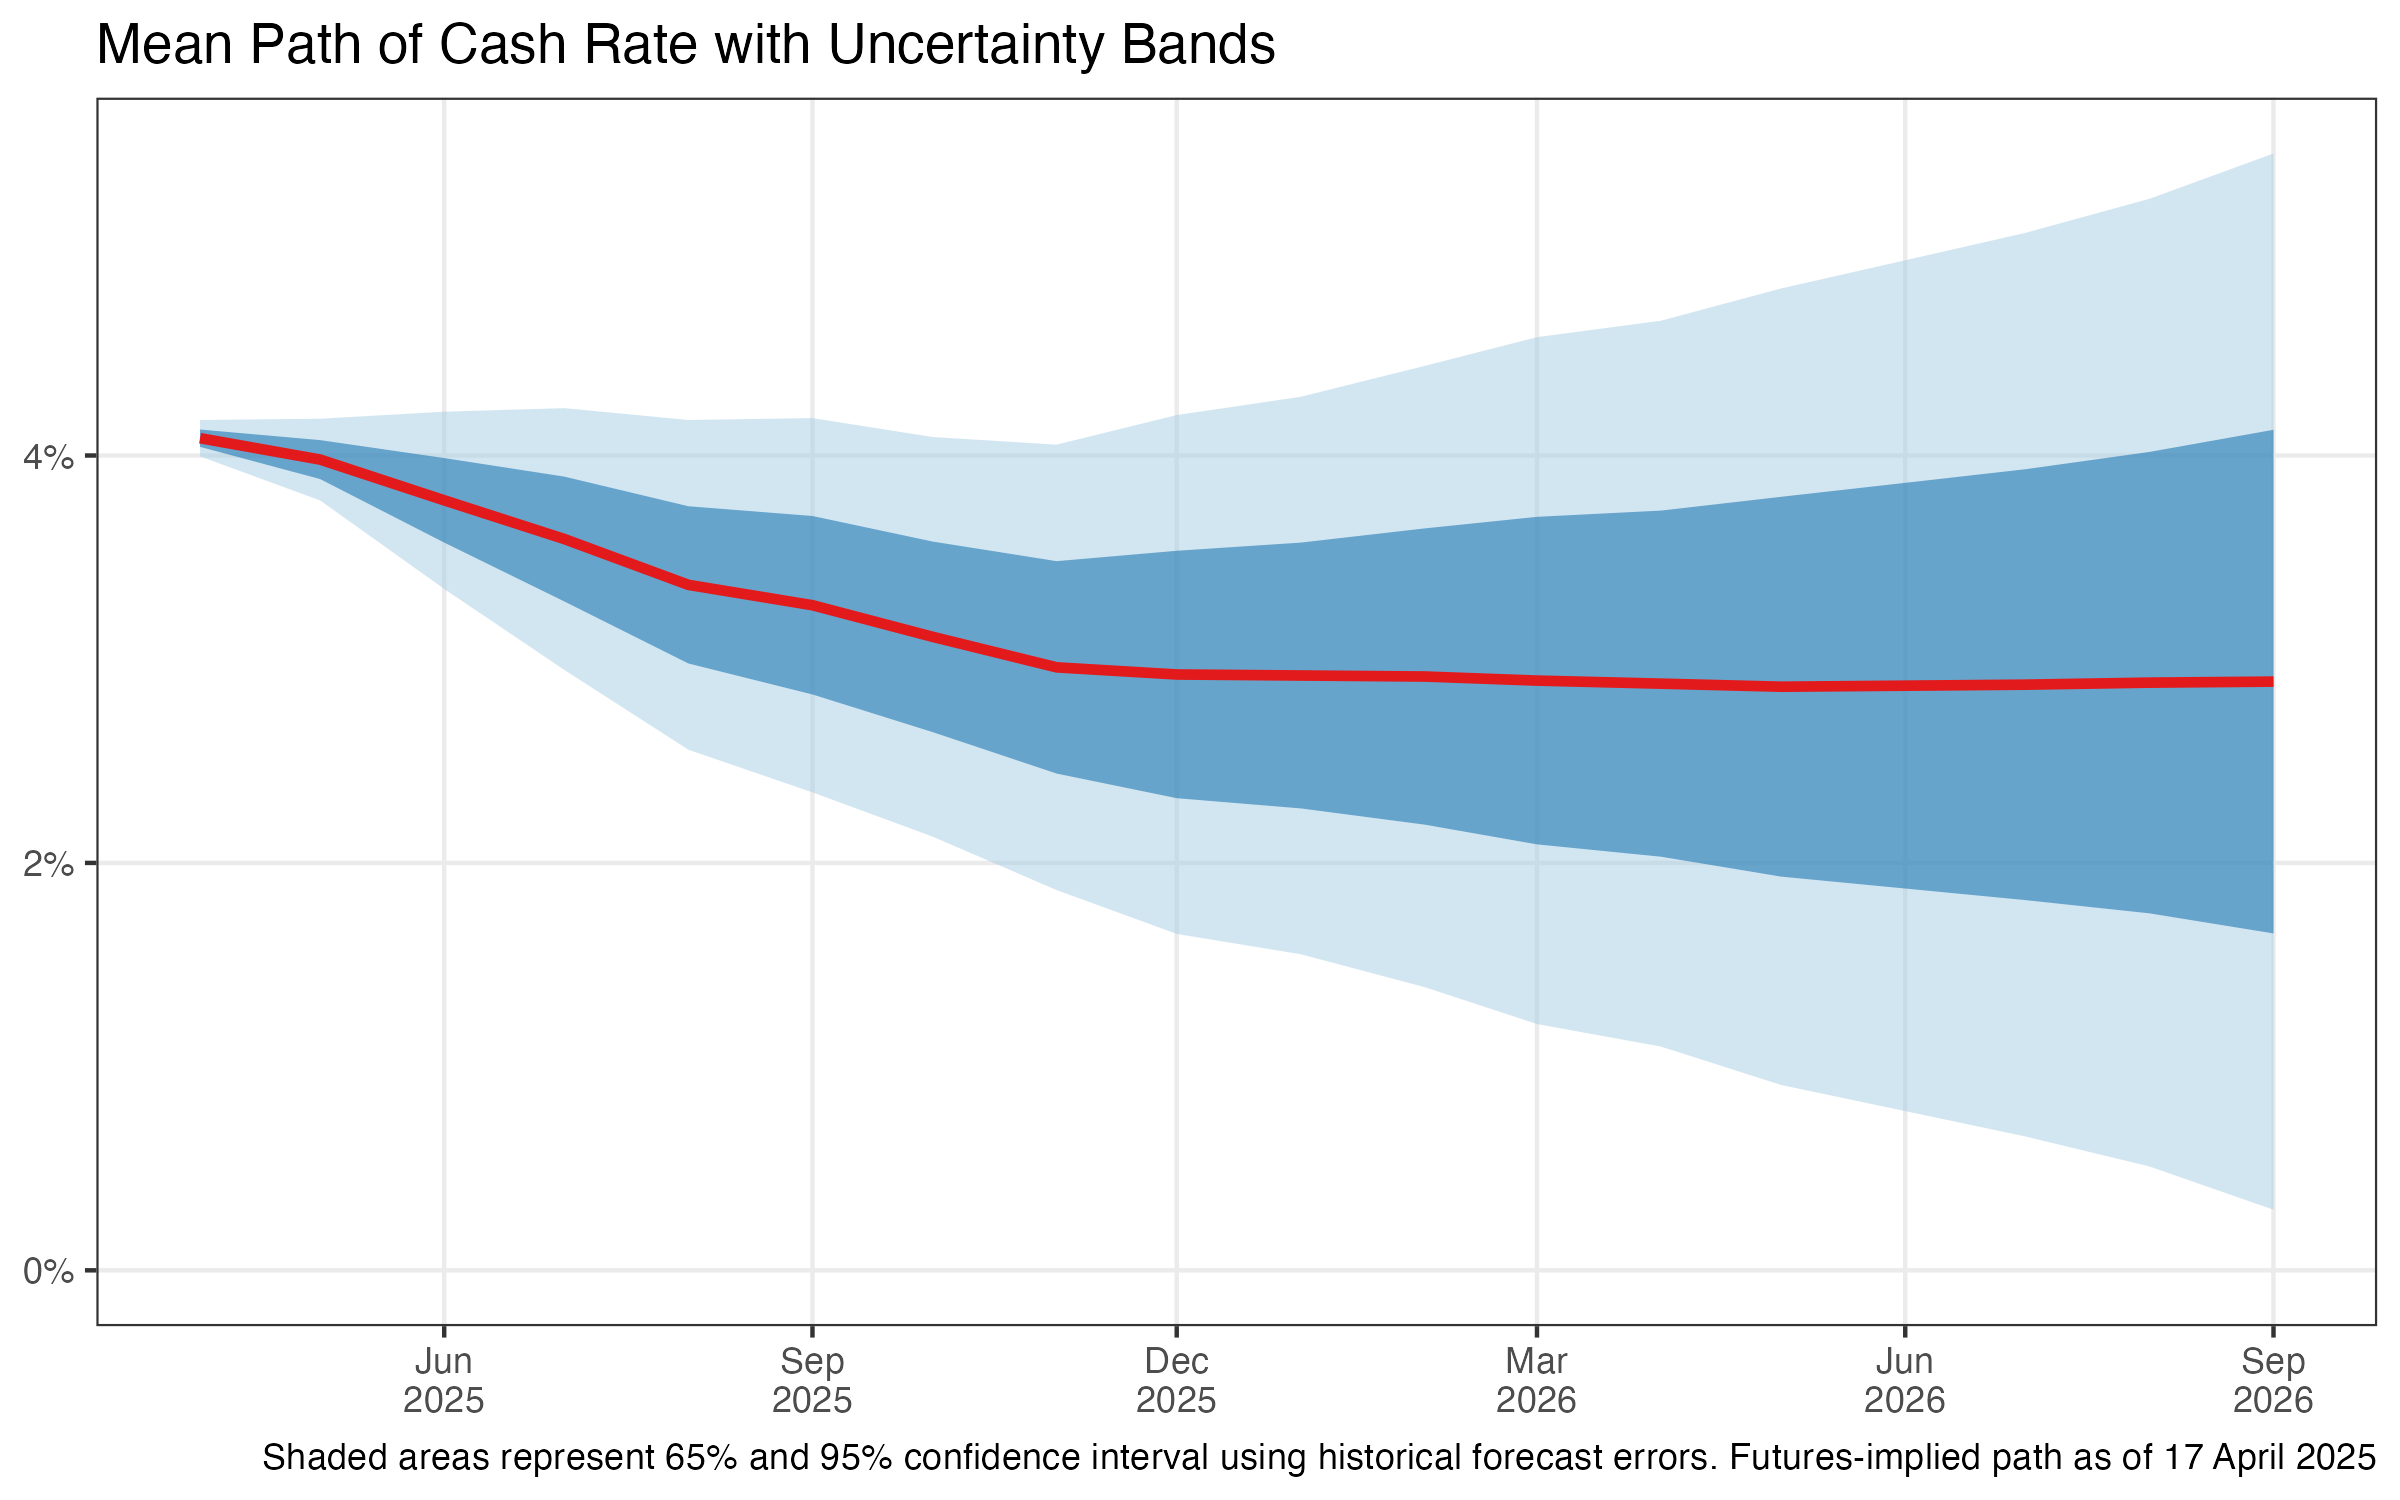 Mean Path of Cash Rate with Uncertainty Bands
4%
2%
0%
Jun
2025
Sep
2025
Dec
2025
Mar
2026
Jun
2026
Sep
2026
Shaded areas represent 65% and 95% confidence interval using historical forecast errors. Futures-implied path as of 17 April 2025